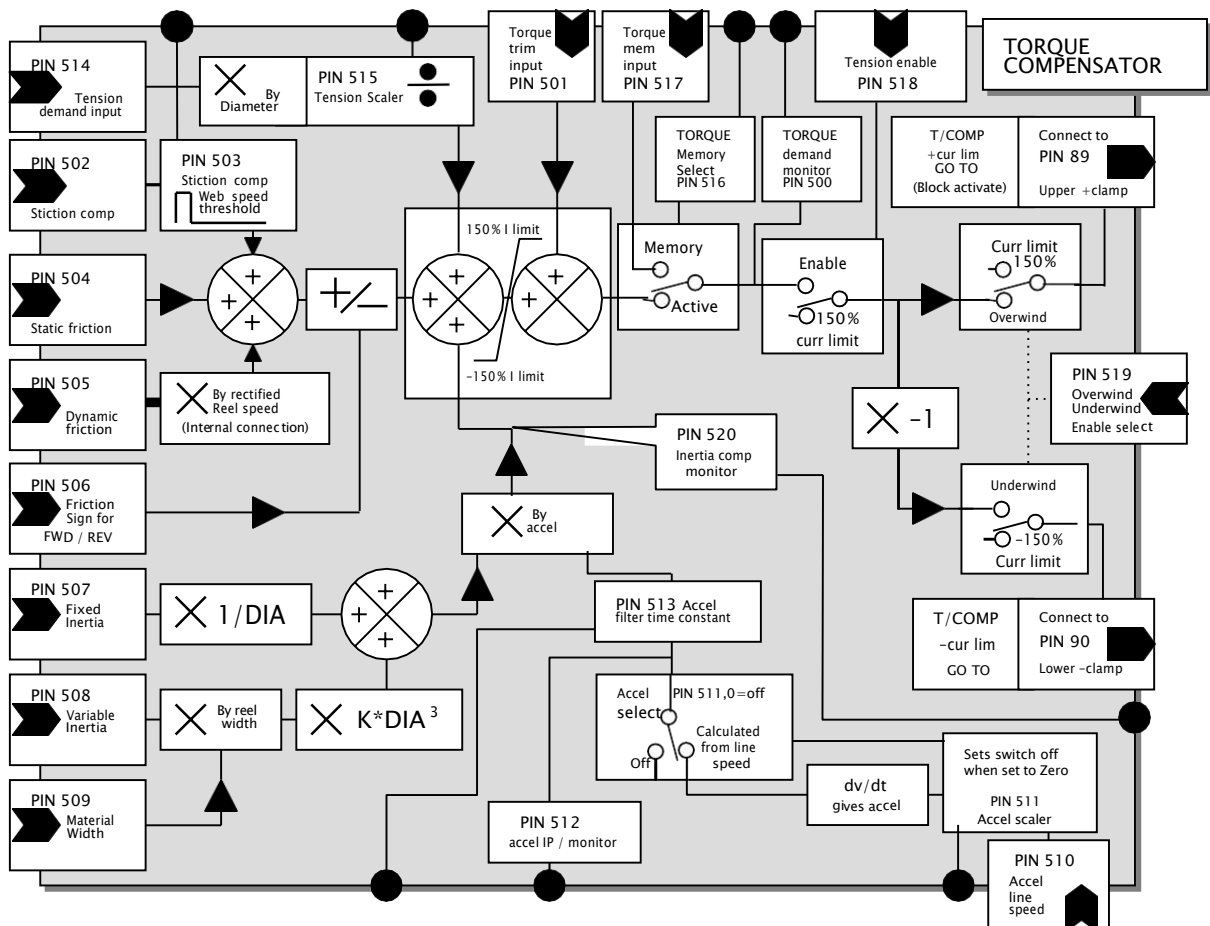 TORQUE
COMPENSATOR
PIN 514
Tension
demand input
By
Diameter
PIN 515
Tension Scaler
Torque
trim
input
PIN 501
Torque
mem
input
PIN 517
Tension enable
PIN 518
PIN 502
Stiction comp
PIN 503
Stiction comp
Web speed
threshold
TORQUE
Memory
Select
PIN 516
TORQUE
demand
monitor
PIN 500
T/COMP
+cur lim
GO TO
(Block activate)
Connect to
PIN 89
Upper +clamp
PIN 504
Static friction
+
+
+
+/–
+
+
+
150% I limit
–150% I limit
+
+
+
Memory
Active
Enable
150%
curr limit
Curr limit
150%
Overwind
PIN 505
Dynamic
friction
By rectified
Reel speed
(Internal connection)
PIN 519
Overwind
Underwind
Enable select
–1
PIN 520
Inertia comp
monitor
PIN 506
Friction
Sign for
FWD / REV
By
accel
Underwind
–150%
Curr limit
PIN 507
Fixed
Inertia
1/DIA
+
+
+
PIN 513 Accel
filter time constant
T/COMP
-cur lim
GO TO
Connect to
PIN 90
Lower –clamp
PIN 508
Variable
Inertia
By reel
width
K*DIA 3
Accel
select
PIN 511,0=off
Calculated
from line
speed
Off
Sets switch off
when set to Zero
PIN 511
Accel scaler
dv/dt
gives accel
PIN 509
Material
Width
PIN 512
accel IP / monitor
PIN 510
Accel
line
speed